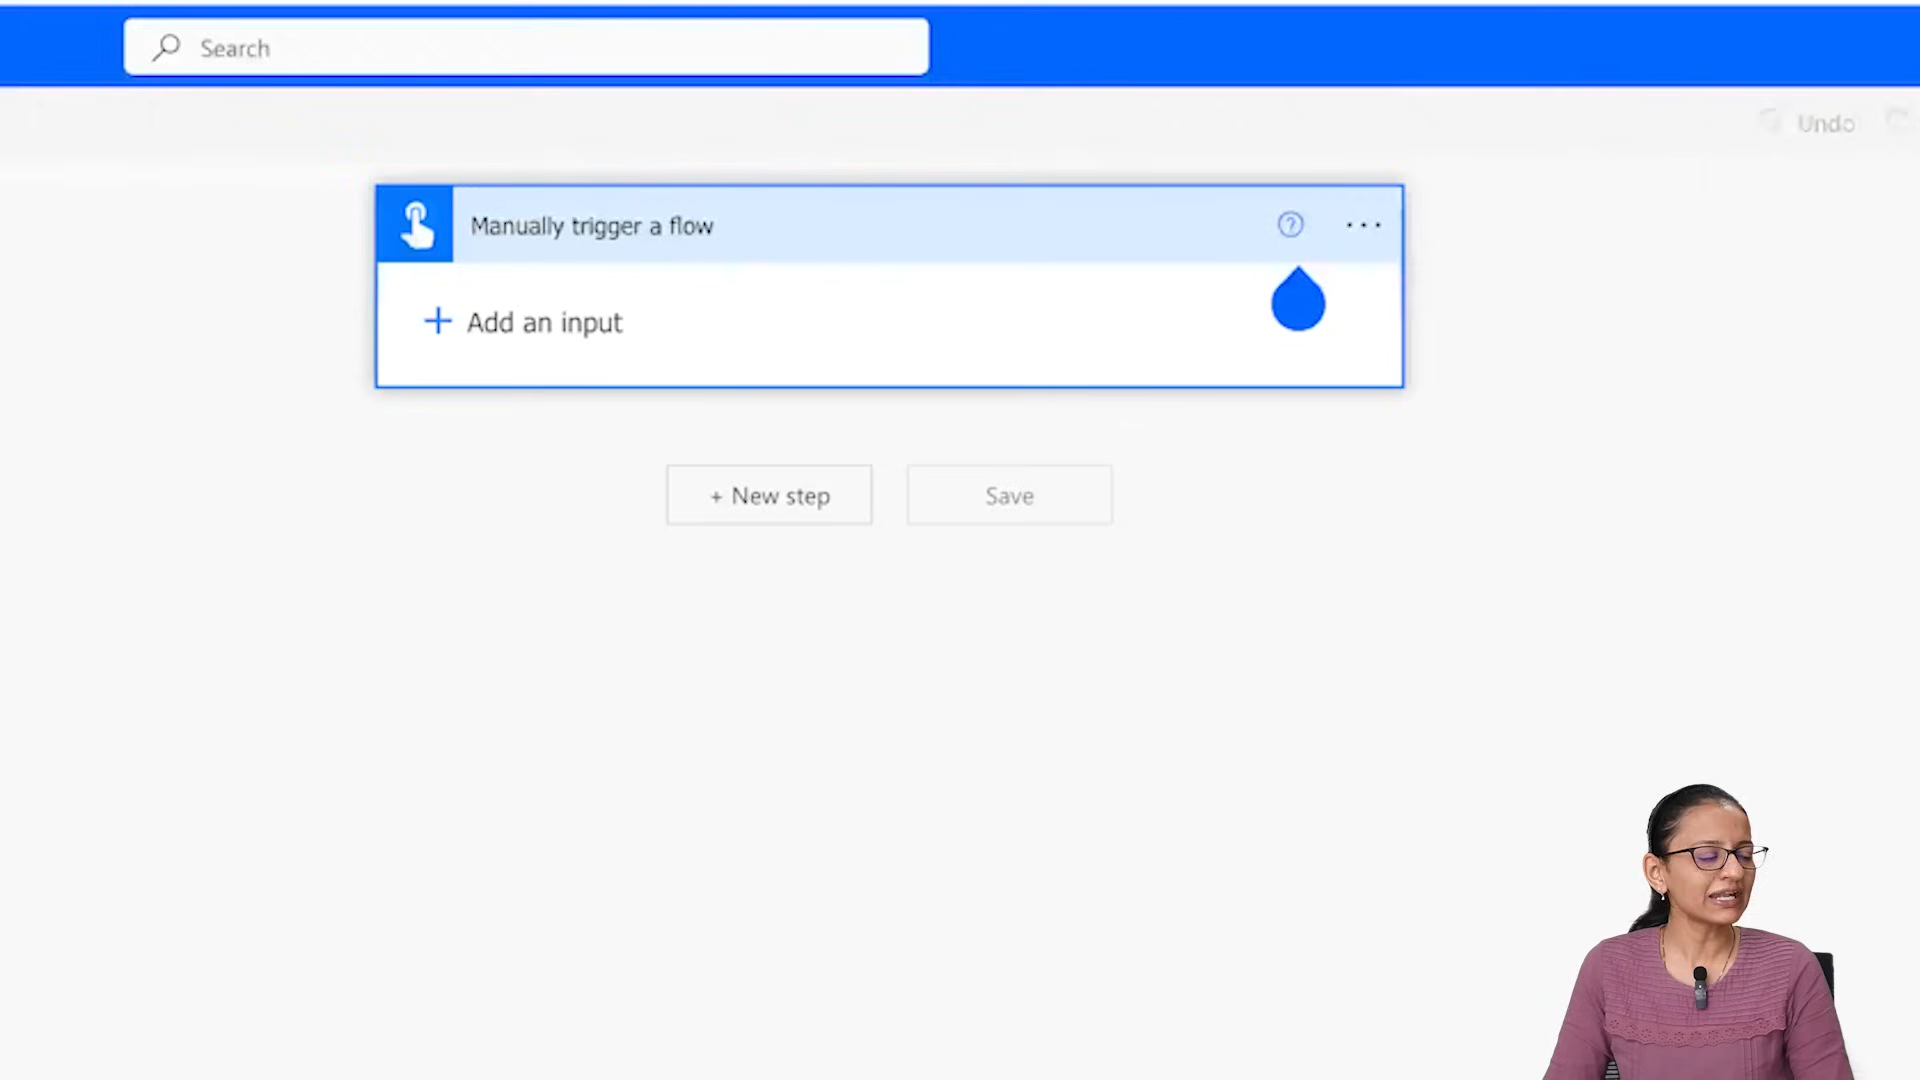 Search
Undo
Manually trigger a flow
+ Add an input
+ New step
Save